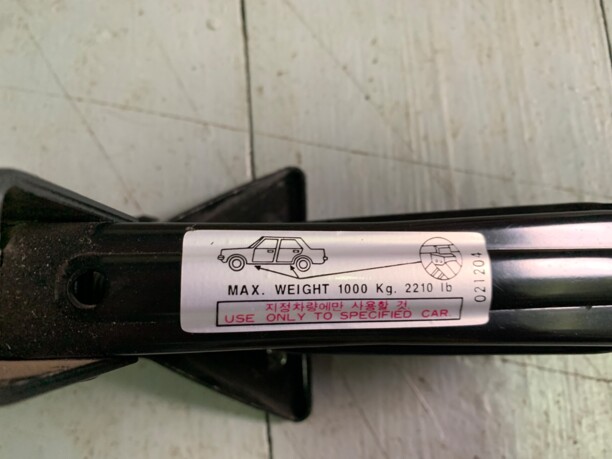 MAX. WEIGHT 1000 Kg. 2210 lb
지정차량에만 사용할 것
USE ONLY TO SPECIFIED CAR.
021204